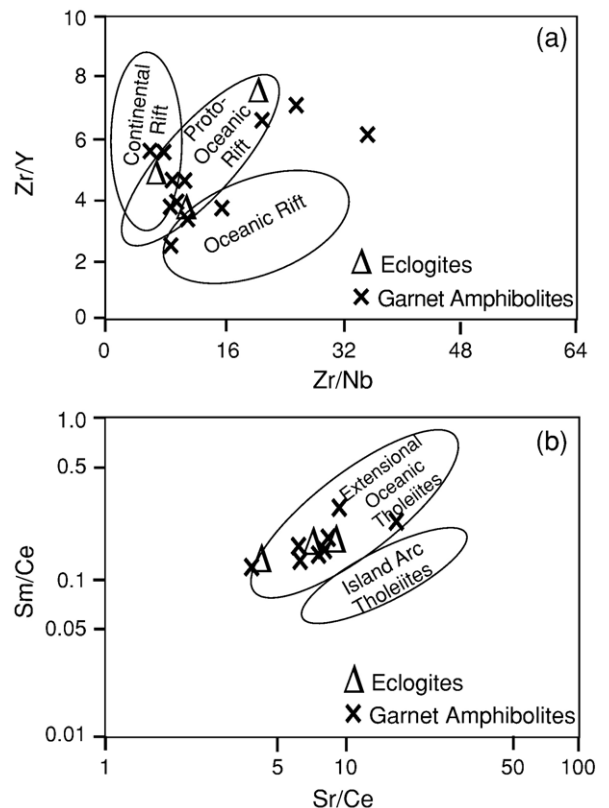 10
(a)
8
Continental
Rift
Proto-
Oceanic
Rift
6
Zr/Y
4
Oceanic Rift
2
Eclogites
Garnet Amphibolites
0
0
16
32
48
64
Zr/Nb
1.0
(b)
0.5
Extensional
Oceanic
Tholeiites
Sm/Ce
0.1
Island Arc
Tholeiites
0.05
Eclogites
Garnet Amphibolites
0.01
1
5
10
50
100
Sr/Ce